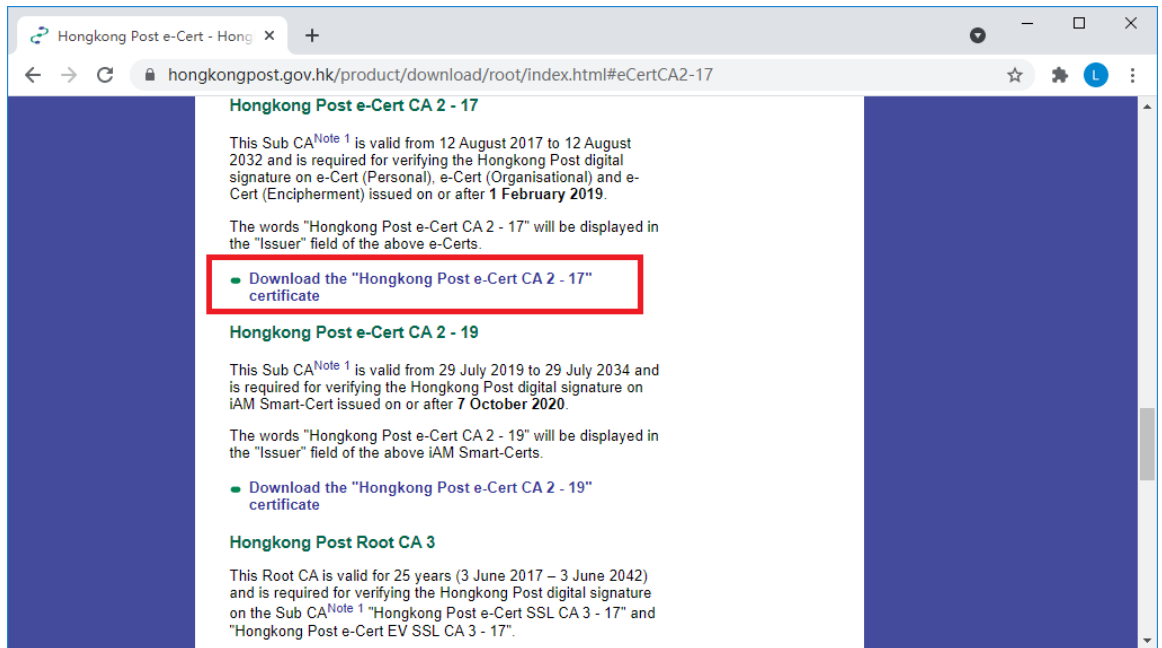 Hongkong Post e-Cert - Hong
hongkongpost.gov.hk/product/download/root/index.html#eCertCA2-17
L
Hongkong Post e-Cert CA 2 - 17
This Sub CA Note 1 is valid from 12 August 2017 to 12 August
2032 and is required for verifying the Hongkong Post digital
signature on e-Cert (Personal), e-Cert (Organisational) and e-
Cert (Encipherment) issued on or after 1 February 2019.
The words "Hongkong Post e-Cert CA 2 - 17" will be displayed in
the "Issuer" field of the above e-Certs.
Download the "Hongkong Post e-Cert CA 2 - 17"
certificate
Hongkong Post e-Cert CA 2 - 19
This Sub CA Note 1 is valid from 29 July 2019 to 29 July 2034 and
is required for verifying the Hongkong Post digital signature on
iAM Smart-Cert issued on or after 7 October 2020.
The words "Hongkong Post e-Cert CA 2 - 19" will be displayed in
the "Issuer" field of the above iAM Smart-Certs.
Download the "Hongkong Post e-Cert CA 2 - 19"
certificate
Hongkong Post Root CA 3
This Root CA is valid for 25 years (3 June 2017 – 3 June 2042)
and is required for verifying the Hongkong Post digital signature
on the Sub CA Note 1 "Hongkong Post e-Cert SSL CA 3 - 17" and
"Hongkong Post e-Cert EV SSL CA 3 - 17".